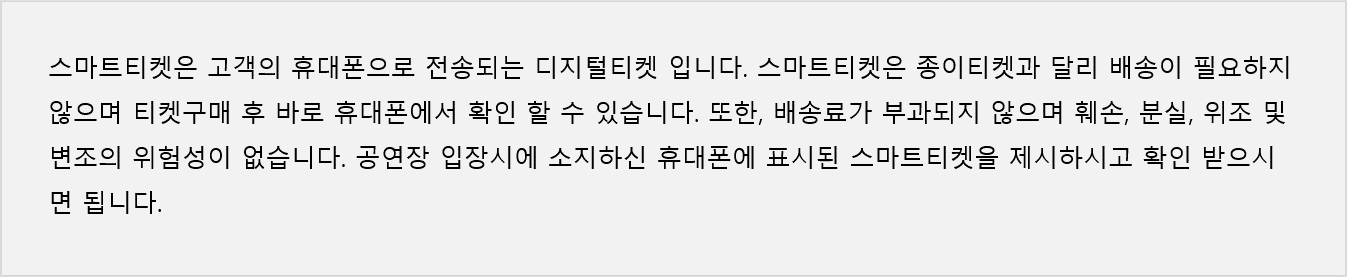 스마트티켓은 고객의 휴대폰으로 전송되는 디지털티켓 입니다. 스마트티켓은 종이티켓과 달리 배송이 필요하지
않으며 티켓구매 후 바로 휴대폰에서 확인 할 수 있습니다. 또한, 배송료가 부과되지 않으며 훼손, 분실, 위조 및
변조의 위험성이 없습니다. 공연장 입장시에 소지하신 휴대폰에 표시된 스마트티켓을 제시하시고 확인 받으시
면 됩니다.